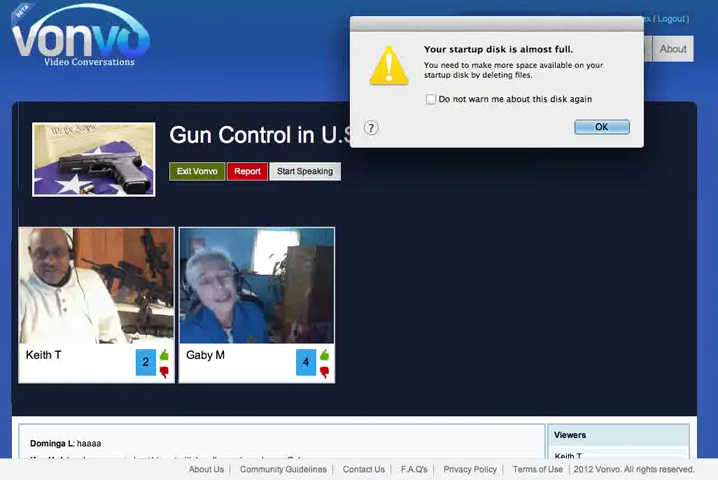 BETA
vonvo
Video Conversations
(Logout)
About
Your startup disk is almost full.
You need to make more space available on your
startup disk by deleting files.
Do not warn me about this disk again
?
OK
We the People
Gun Control in U.S
Exit Vonvo
Report
Start Speaking
Keith T
2
Gaby M
4
Dominga L: haaaa
Viewers
Keith T
About Us | Community Guidelines | Contact Us | F.A.Q's | Privacy Policy | Terms of Use | 2012 Vonvo. All rights reserved.